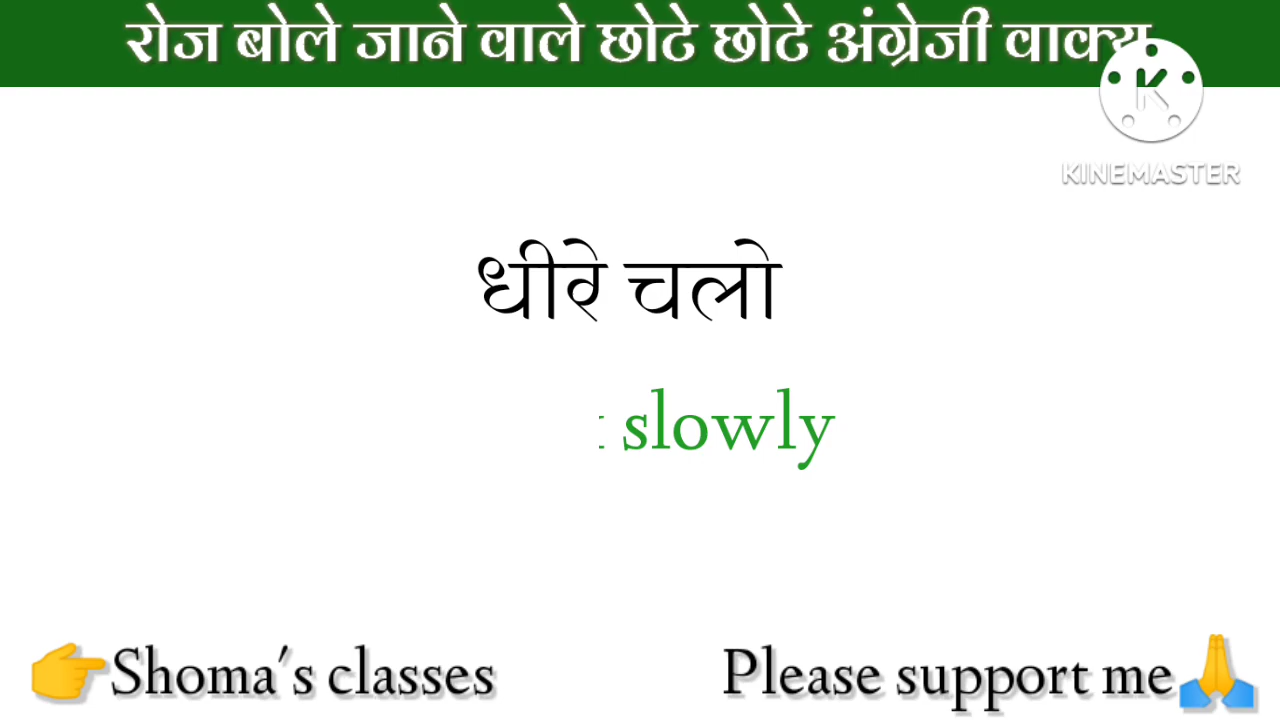 रोज बोले जाने वाले छोटे छोटे अंग्रेजी वाक्य
KINEMASTER
धीरे चलो
slowly
Shoma's classes
Please support me